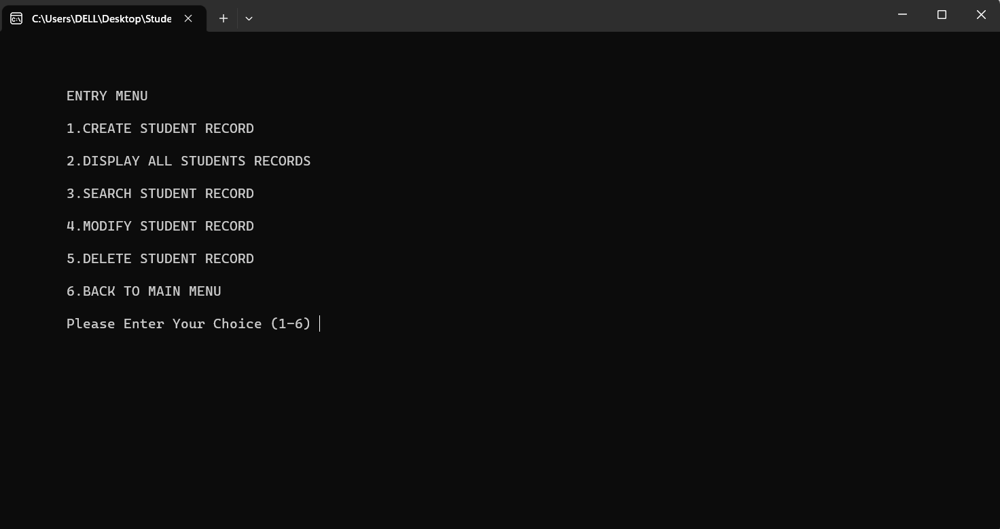 C:\Users\DELL\Desktop\Stude
ENTRY MENU
1.CREATE STUDENT RECORD
2.DISPLAY ALL STUDENTS RECORDS
3.SEARCH STUDENT RECORD
4.MODIFY STUDENT RECORD
5.DELETE STUDENT RECORD
6.BACK TO MAIN MENU
Please Enter Your Choice (1-6)